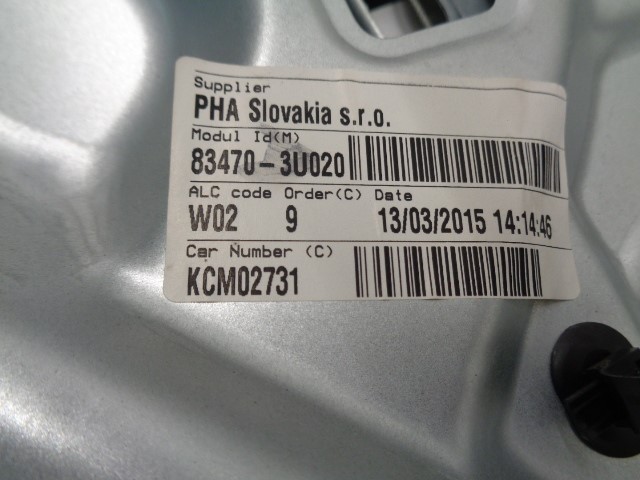 Supplier
PHA Slovakia s.r.o.
Modul Id(M)
83470-3U020
ALC code Order(C) Date
W02 9 13/03/2015 14:14:46
Car Number (C)
KCM02731